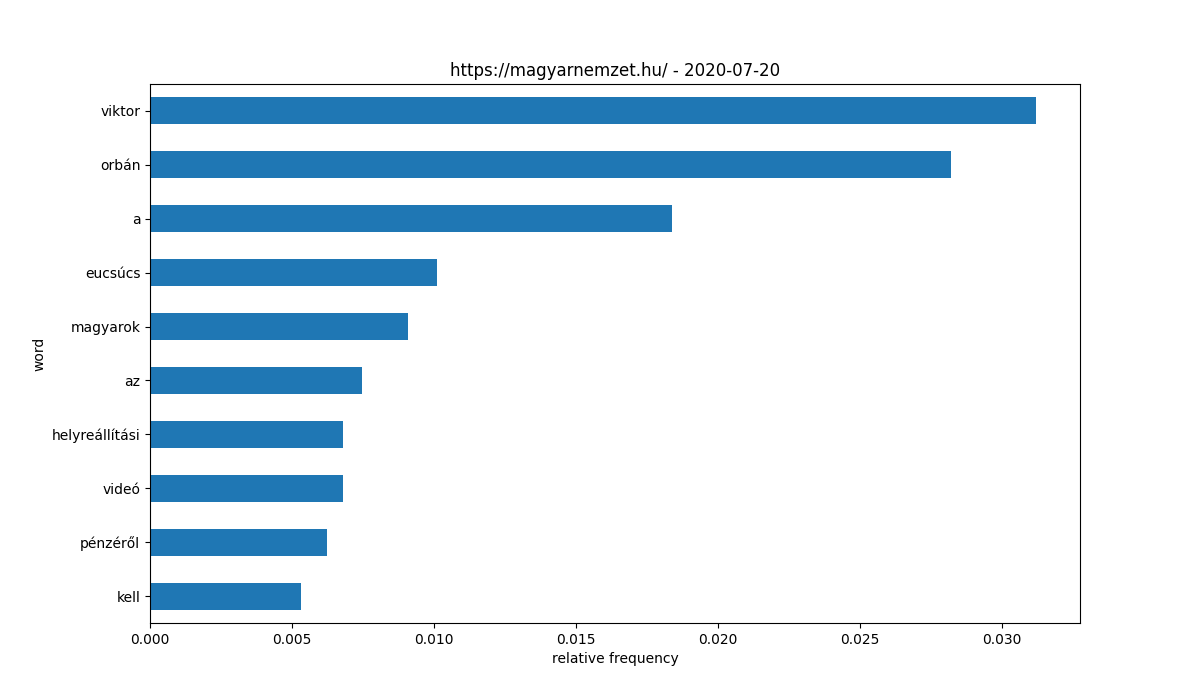 https://magyarnemzet.hu/ - 2020-07-20
viktor
orbán
a
eucsúcs
magyarok
az
helyreállítási
videó
pénzéről
kell
word
0.000 0.005 0.010 0.015 0.020 0.025 0.030
relative frequency